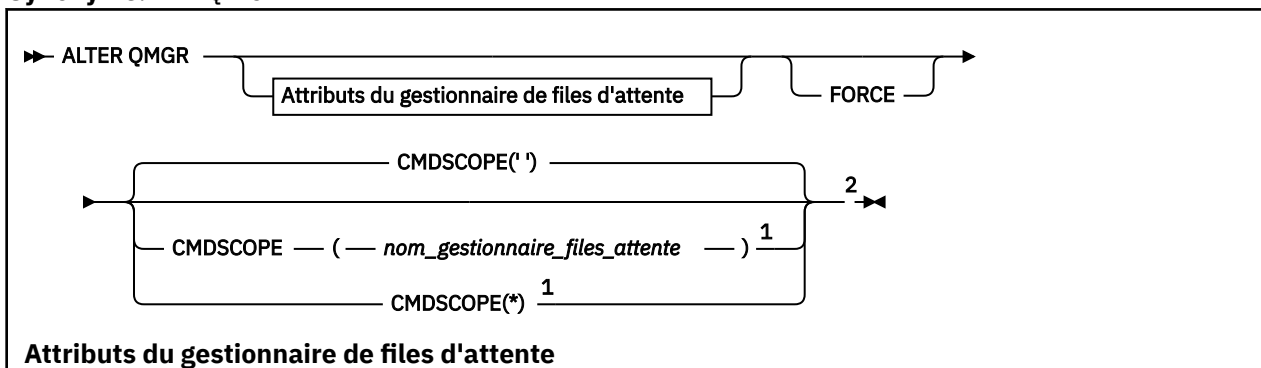 ALTER QMGR
Attributs du gestionnaire de files d'attente
FORCE
CMDSCOPE(' ')
2
CMDSCOPE ( nom_gestionnaire_files_attente ) 1
CMDSCOPE(*) 1
Attributs du gestionnaire de files d'attente